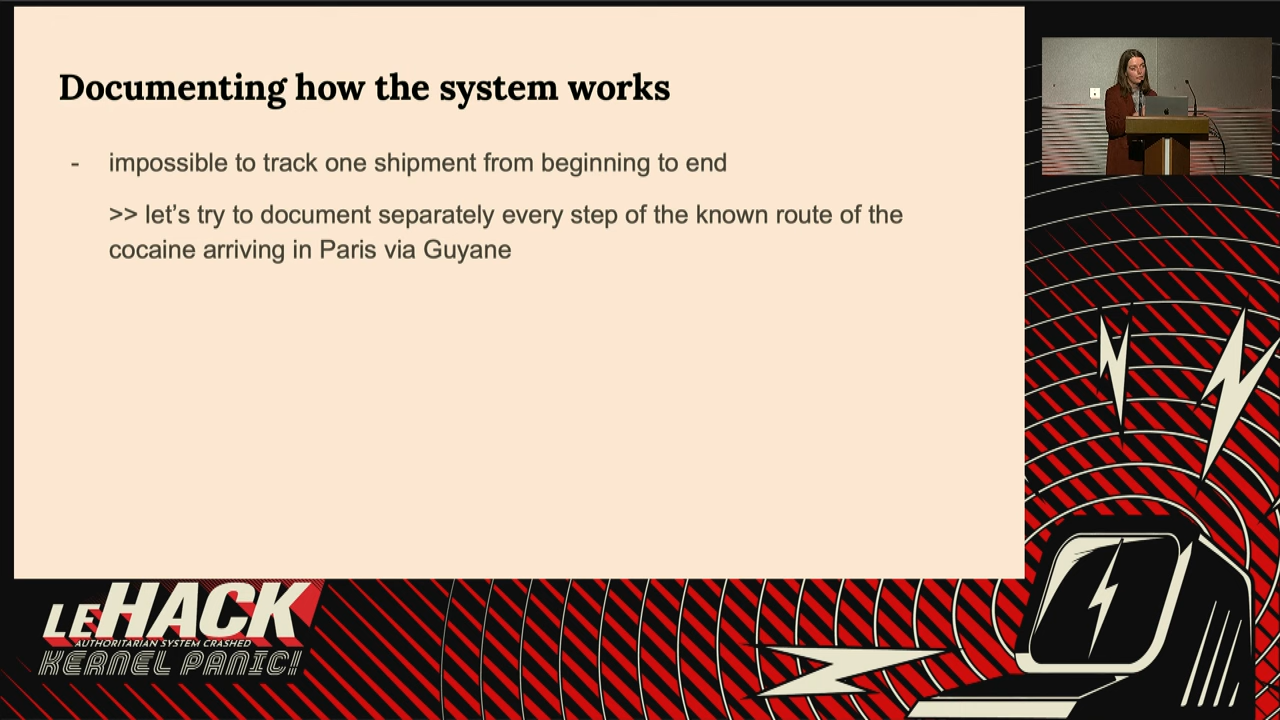 Documenting how the system works
- impossible to track one shipment from beginning to end
>> let’s try to document separately every step of the known route of the
cocaine arriving in Paris via Guyane
LEHACK
AUTHORITARIAN SYSTEM CRASHED
KERNEL PANIC!